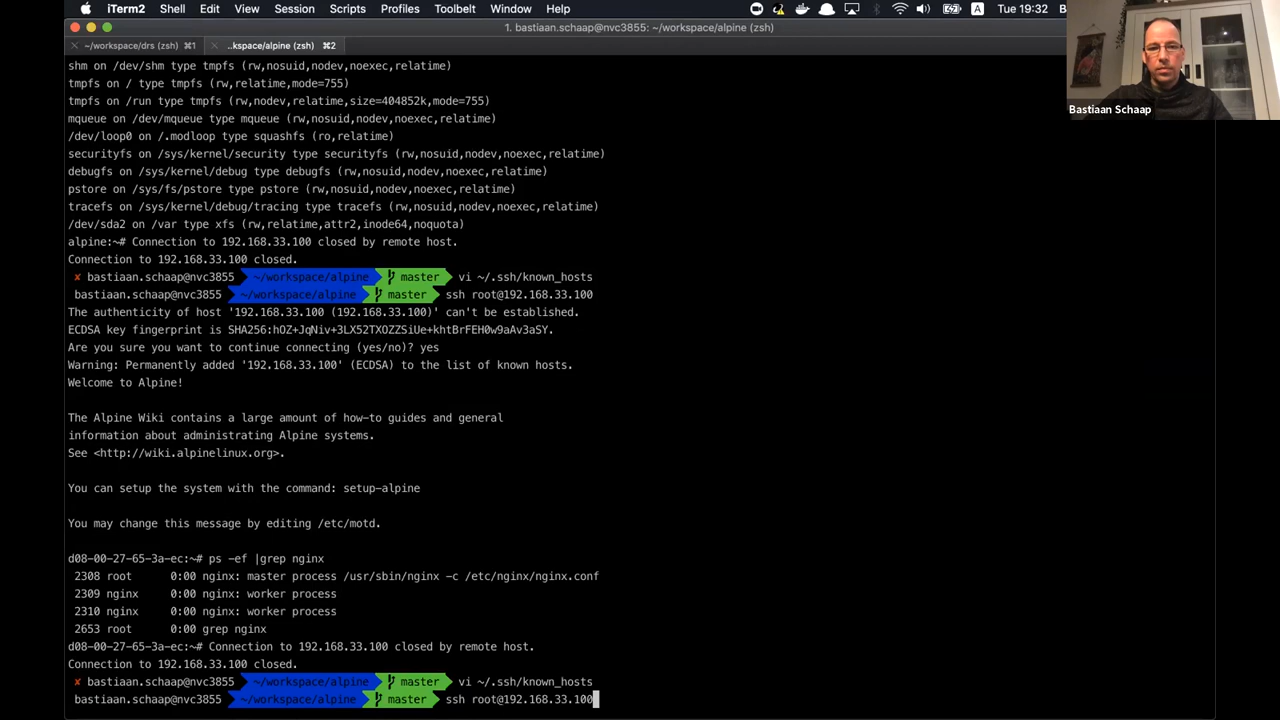 iTerm2 Shell Edit View Session Scripts Profiles Toolbelt Window Help A Tue 19:32 B
1. bastiaan.schaap@nvc3855: ~/workspace/alpine (zsh)
~/workspace/drs (zsh) ⌘1 ..kspace/alpine (zsh) ⌘2
shm on /dev/shm type tmpfs (rw,nosuid,nodev,noexec,relatime)
tmpfs on / type tmpfs (rw,relatime,mode=755)
tmpfs on /run type tmpfs (rw,nodev,relatime,size=404852k,mode=755)
mqueue on /dev/mqueue type mqueue (rw,nosuid,nodev,noexec,relatime)
/dev/loop0 on /.modloop type squashfs (ro,relatime)
securityfs on /sys/kernel/security type securityfs (rw,nosuid,nodev,noexec,relatime)
debugfs on /sys/kernel/debug type debugfs (rw,nosuid,nodev,noexec,relatime)
pstore on /sys/fs/pstore type pstore (rw,nosuid,nodev,noexec,relatime)
tracefs on /sys/kernel/debug/tracing type tracefs (rw,nosuid,nodev,noexec,relatime)
/dev/sda2 on /var type xfs (rw,relatime,attr2,inode64,noquota)
alpine:~# Connection to 192.168.33.100 closed by remote host.
Connection to 192.168.33.100 closed.
✘ bastiaan.schaap@nvc3855 ~/workspace/alpine master vi ~/.ssh/known_hosts
bastiaan.schaap@nvc3855 ~/workspace/alpine master ssh root@192.168.33.100
The authenticity of host '192.168.33.100 (192.168.33.100)' can't be established.
ECDSA key fingerprint is SHA256:hOZ+JqNiv+3LX52TXOZZSiUe+khtBrFEH0w9aAv3aSY.
Are you sure you want to continue connecting (yes/no)? yes
Warning: Permanently added '192.168.33.100' (ECDSA) to the list of known hosts.
Welcome to Alpine!
The Alpine Wiki contains a large amount of how-to guides and general
information about administrating Alpine systems.
See <http://wiki.alpinelinux.org>.
You can setup the system with the command: setup-alpine
You may change this message by editing /etc/motd.
d08-00-27-65-3a-ec:~# ps -ef |grep nginx
2308 root 0:00 nginx: master process /usr/sbin/nginx -c /etc/nginx/nginx.conf
2309 nginx 0:00 nginx: worker process
2310 nginx 0:00 nginx: worker process
2653 root 0:00 grep nginx
d08-00-27-65-3a-ec:~# Connection to 192.168.33.100 closed by remote host.
Connection to 192.168.33.100 closed.
✘ bastiaan.schaap@nvc3855 ~/workspace/alpine master vi ~/.ssh/known_hosts
bastiaan.schaap@nvc3855 ~/workspace/alpine master ssh root@192.168.33.100
Bastiaan Schaap